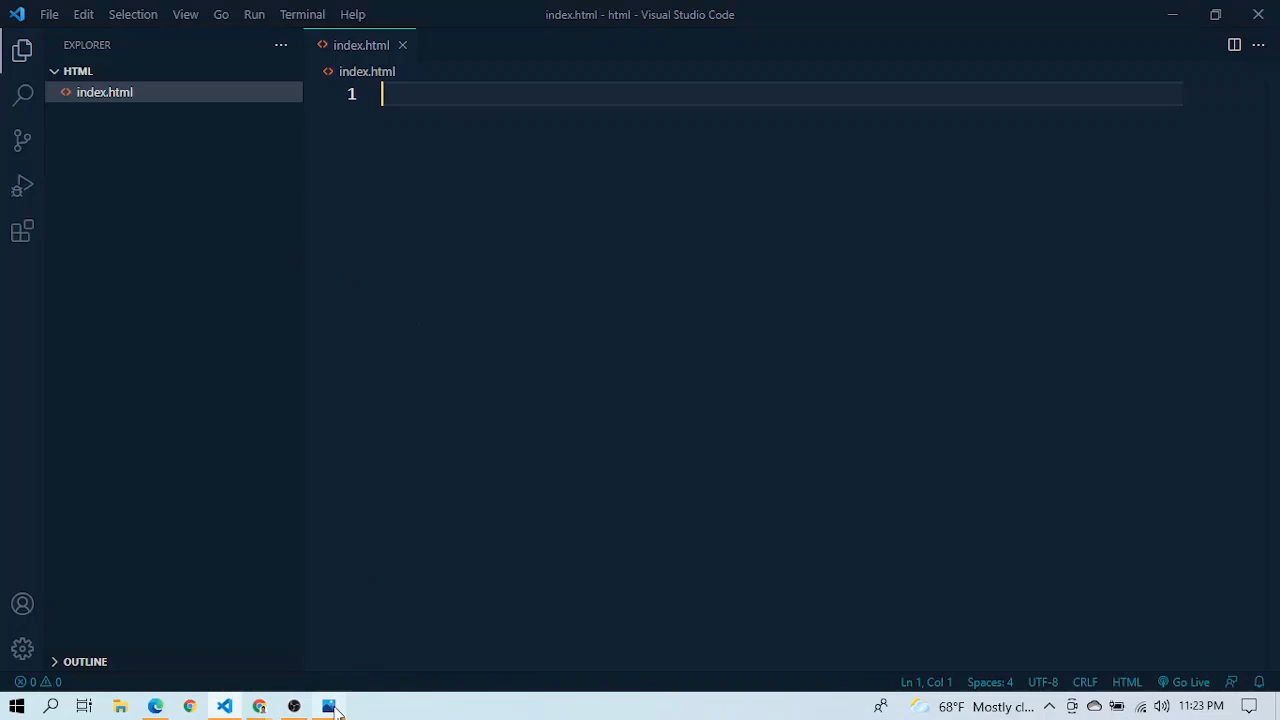 File Edit Selection View Go Run Terminal Help
index.html - html - Visual Studio Code
EXPLORER
index.html
HTML
index.html
index.html
1
OUTLINE
0 0
Ln 1, Col 1 Spaces: 4 UTF-8 CRLF HTML Go Live
68°F Mostly cl... 11:23 PM